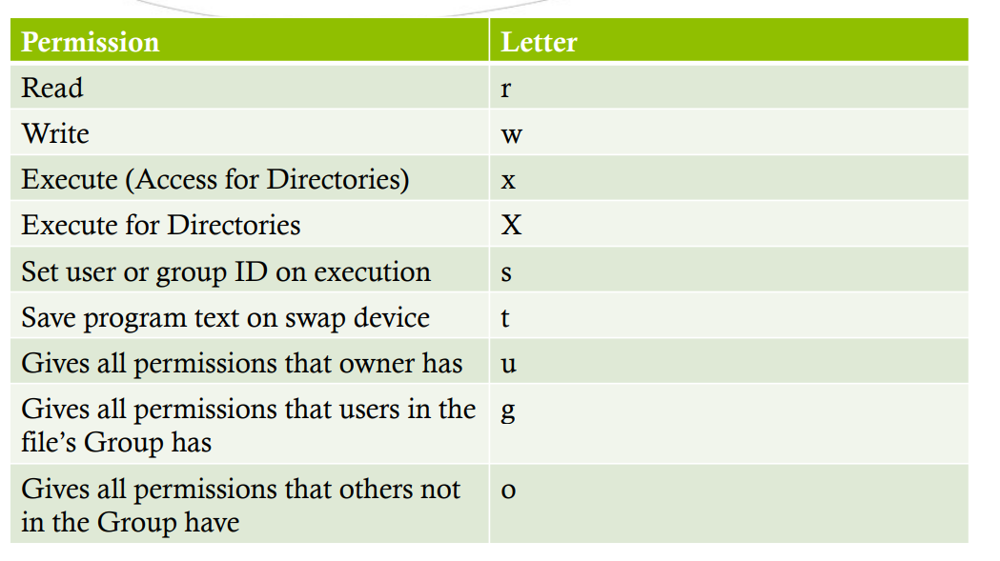 Permission Letter
Read r
Write w
Execute (Access for Directories) x
Execute for Directories X
Set user or group ID on execution s
Save program text on swap device t
Gives all permissions that owner has u
Gives all permissions that users in the g
file’s Group has
Gives all permissions that others not o
in the Group have